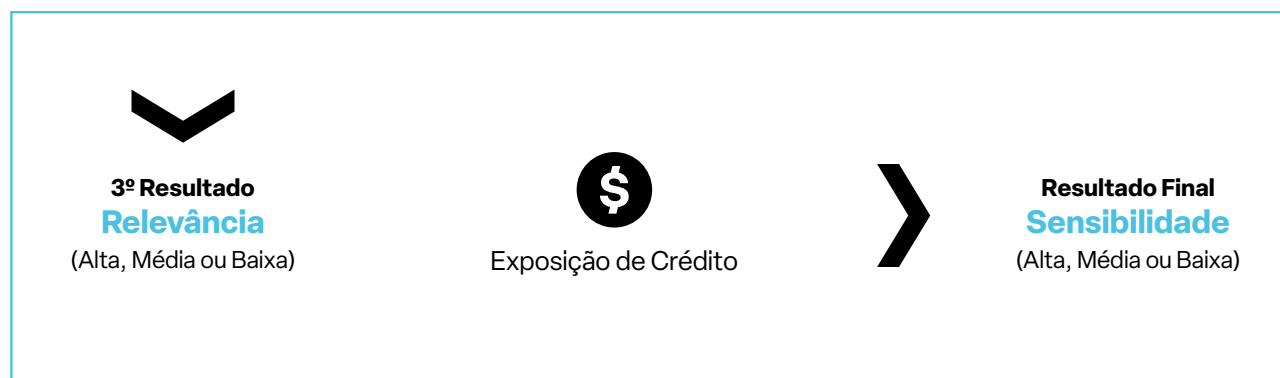 3º Resultado
Relevância
(Alta, Média ou Baixa)
$
Exposição de Crédito
Resultado Final
Sensibilidade
(Alta, Média ou Baixa)